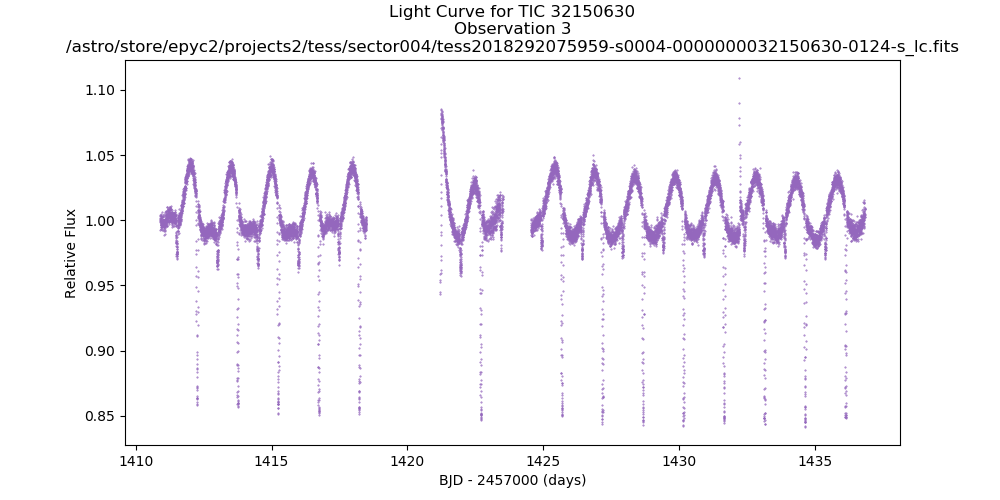 Light Curve for TIC 32150630
Observation 3
/astro/store/epyc2/projects2/tess/sector004/tess2018292075959-s0004-0000000032150630-0124-s_lc.fits
1.10
1.05
1.00
0.95
0.90
0.85
Relative Flux
1410
1415
1420
1425
1430
1435
BJD - 2457000 (days)